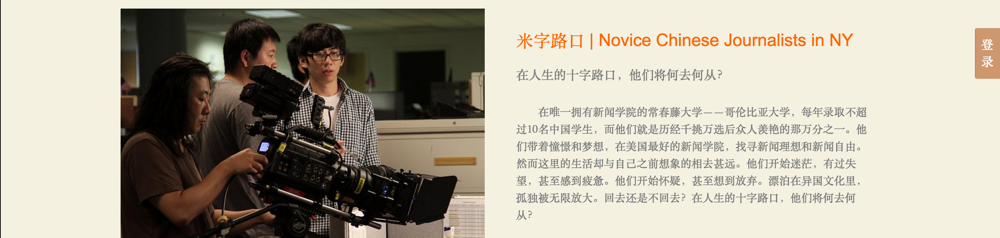 米字路口 | Novice Chinese Journalists in NY
登
录
在人生的十字路口，他们将何去何从？
在唯一拥有新闻学院的常春藤大学——哥伦比亚大学，每年录取不超
过10名中国学生，而他们就是历经千挑万选后众人羡艳的那万分之一。他
们带着憧憬和梦想，在美国最好的新闻学院，找寻新闻理想和新闻自由。
然而这里的生活却与自己之前想象的相去甚远。他们开始迷茫，有过失
望，甚至感到疲惫。他们开始怀疑，甚至想到放弃。漂泊在异国文化里，
孤独被无限放大。回去还是不回去？在人生的十字路口，他们将何去何
从？